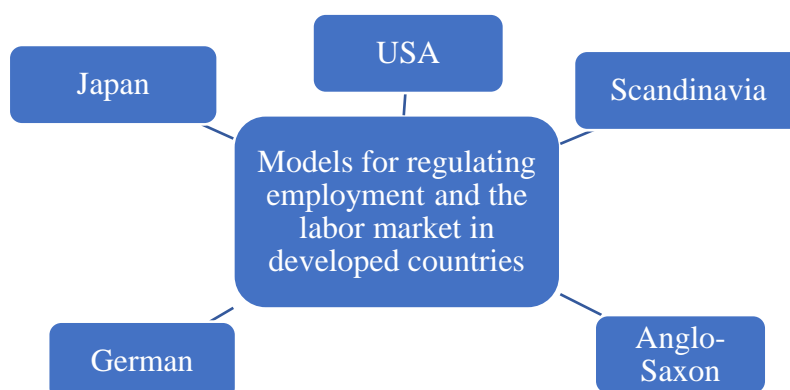 USA
Japan
Scandinavia
Models for regulating
employment and the
labor market in
developed countries
German
Anglo-
Saxon